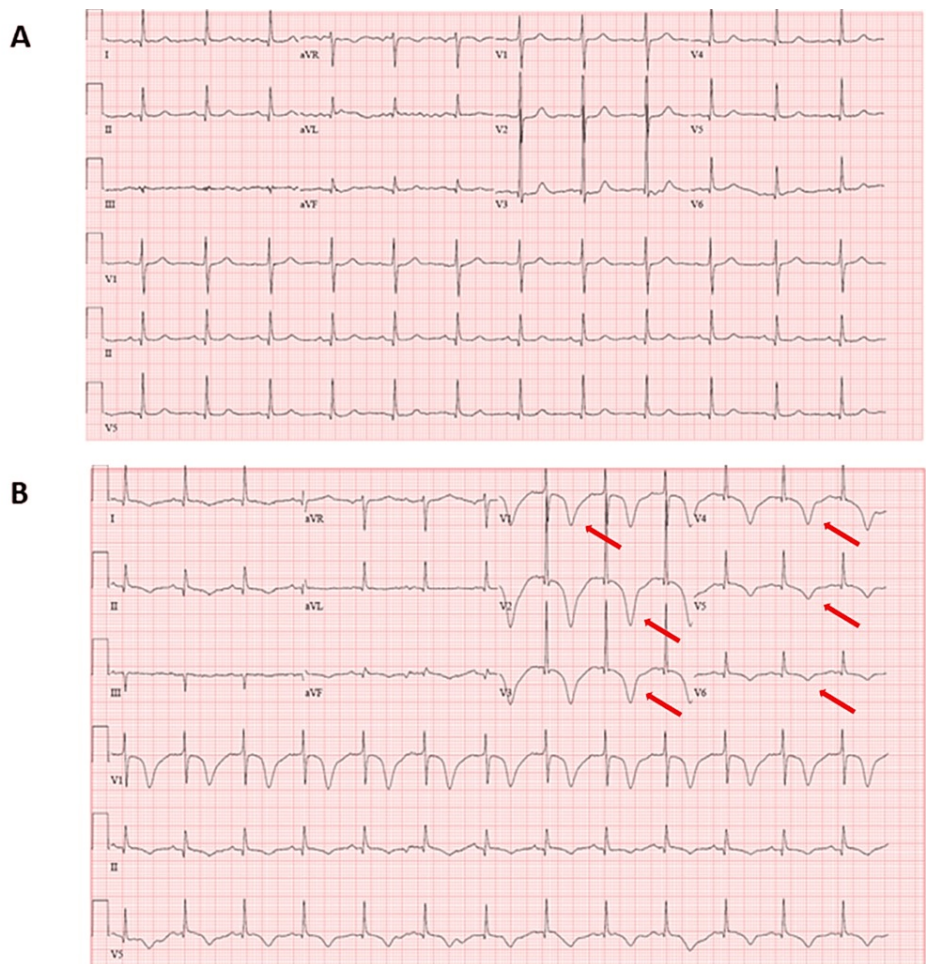 A
I aVR V1 V4
II aVL V2 V5
III aVF V3 V6
V1
II
V5
B
I aVR V1 V4
II aVL V2 V5
III aVF V3 V6
V1
II
V5